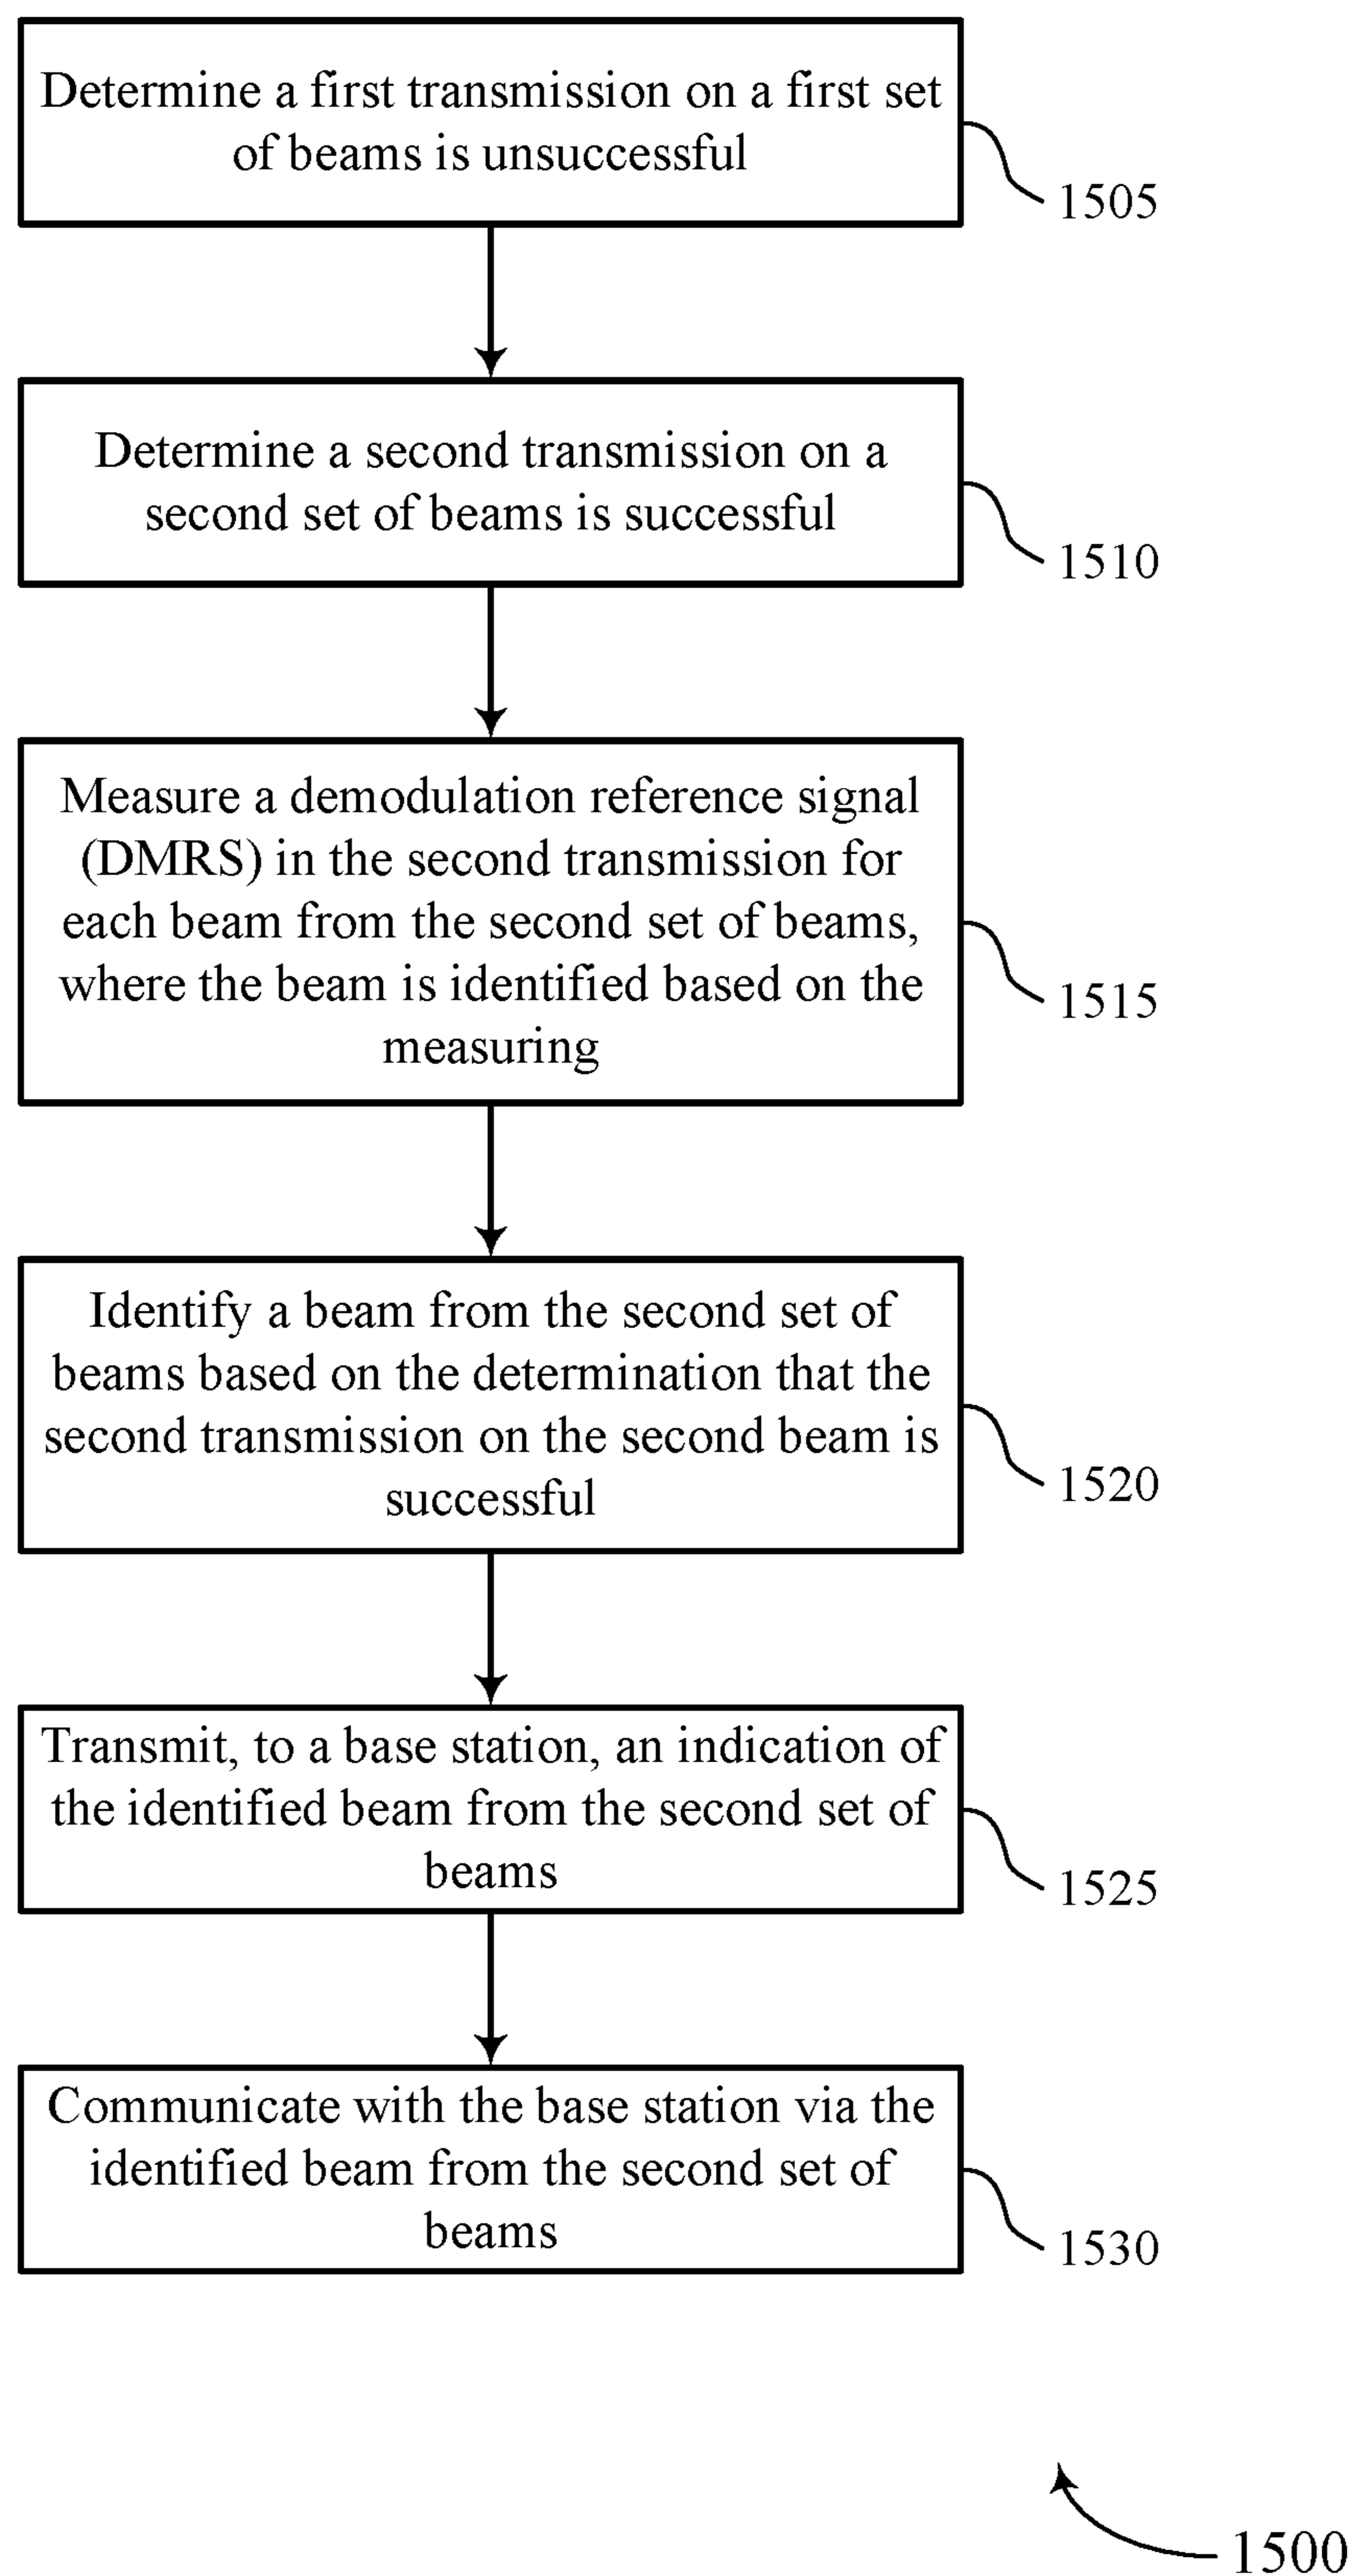 Determine a first transmission on a first set
of beams is unsuccessful
1505
Determine a second transmission on a
second set of beams is successful
1510
Measure a demodulation reference signal
(DMRS) in the second transmission for
each beam from the second set of beams,
where the beam is identified based on the
measuring
1515
Identify a beam from the second set of
beams based on the determination that the
second transmission on the second beam is
successful
1520
Transmit, to a base station, an indication of
the identified beam from the second set of
beams
1525
Communicate with the base station via the
identified beam from the second set of
beams
1530
1500